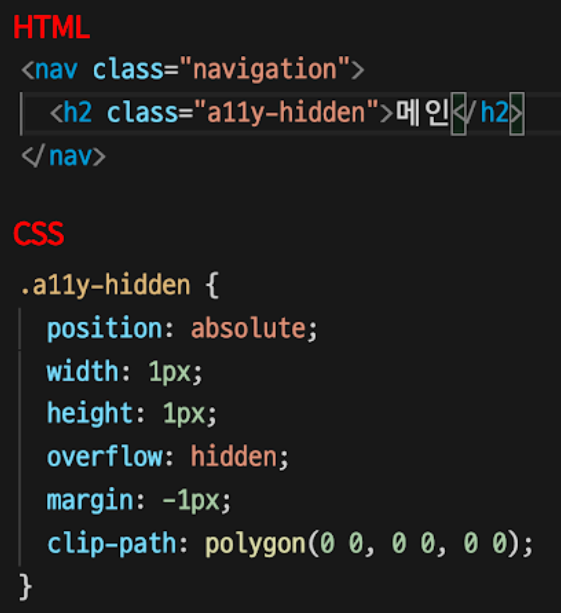 HTML
<nav class="navigation">
<h2 class="a11y-hidden">메인</h2>
</nav>
CSS
.a11y-hidden {
position: absolute;
width: 1px;
height: 1px;
overflow: hidden;
margin: -1px;
clip-path: polygon(0 0, 0 0, 0 0);
}